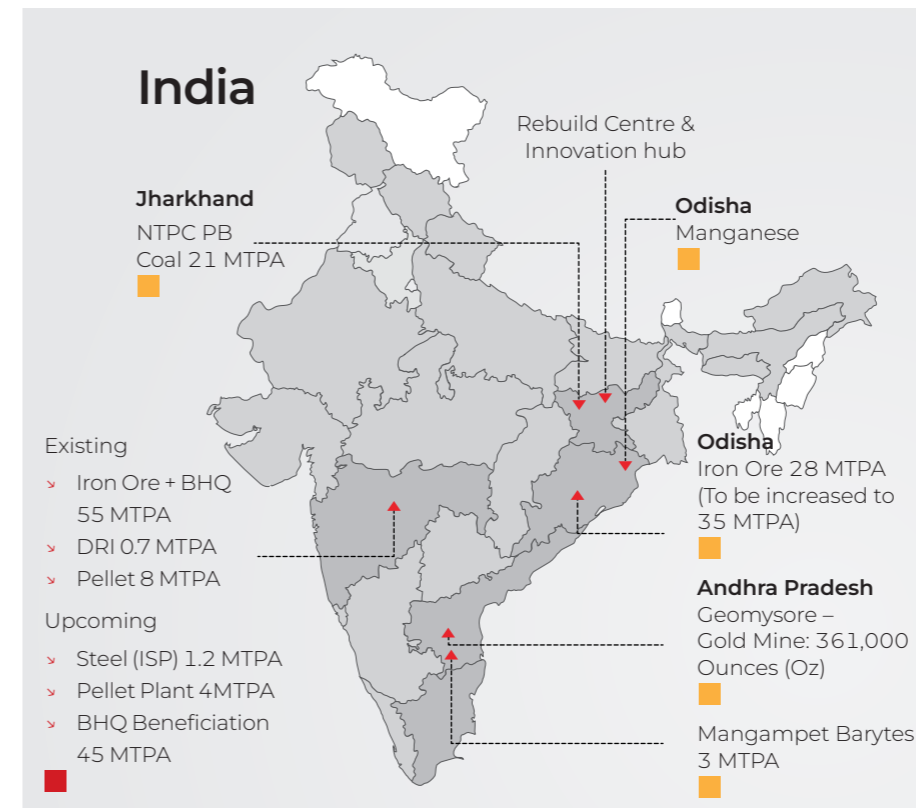 India
Rebuild Centre &
Innovation hub
Jharkhand
NTPC PB
Coal 21 MTPA
Odisha
Manganese
Existing
Iron Ore + BHQ
55 MTPA
DRI 0.7 MTPA
Pellet 8 MTPA
Upcoming
Steel (ISP) 1.2 MTPA
Pellet Plant 4MTPA
BHQ Beneficiation
45 MTPA
Odisha
Iron Ore 28 MTPA
(To be increased to
35 MTPA)
Andhra Pradesh
Geomysore –
Gold Mine: 361,000
Ounces (Oz)
Mangampet Barytes
3 MTPA